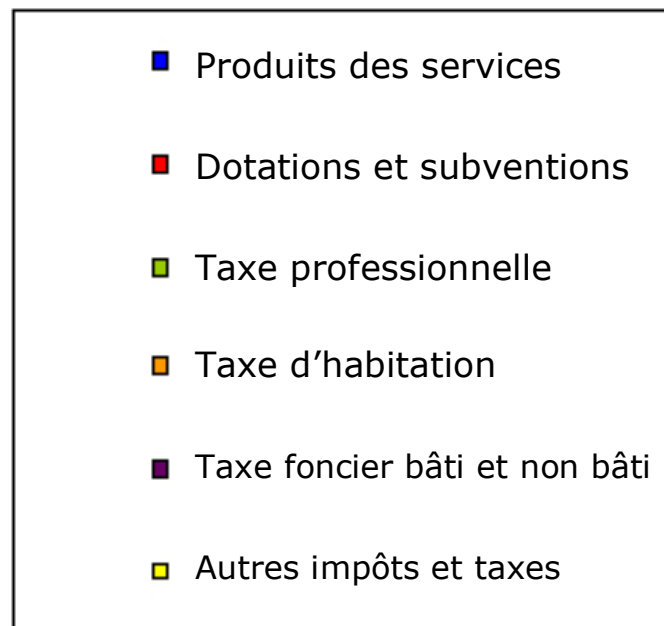 Produits des services
Dotations et subventions
Taxe professionnelle
Taxe d’habitation
Taxe foncier bâti et non bâti
Autres impôts et taxes